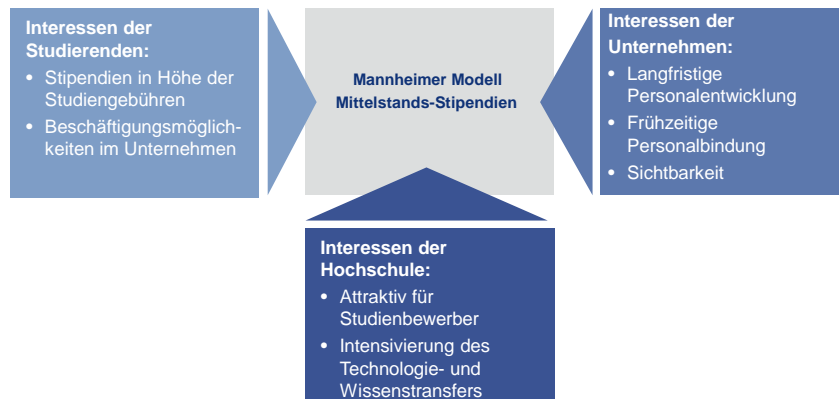 Interessen der
Studierenden:
• Stipendien in Höhe der
Studiengebühren
• Beschäftigungsmöglich-
keiten im Unternehmen
Mannheimer Modell
Mittelstands-Stipendien
Interessen der
Unternehmen:
• Langfristige
Personalentwicklung
• Frühzeitige
Personalbindung
• Sichtbarkeit
Interessen der
Hochschule:
• Attraktiv für
Studienbewerber
• Intensivierung des
Technologie- und
Wissenstransfers